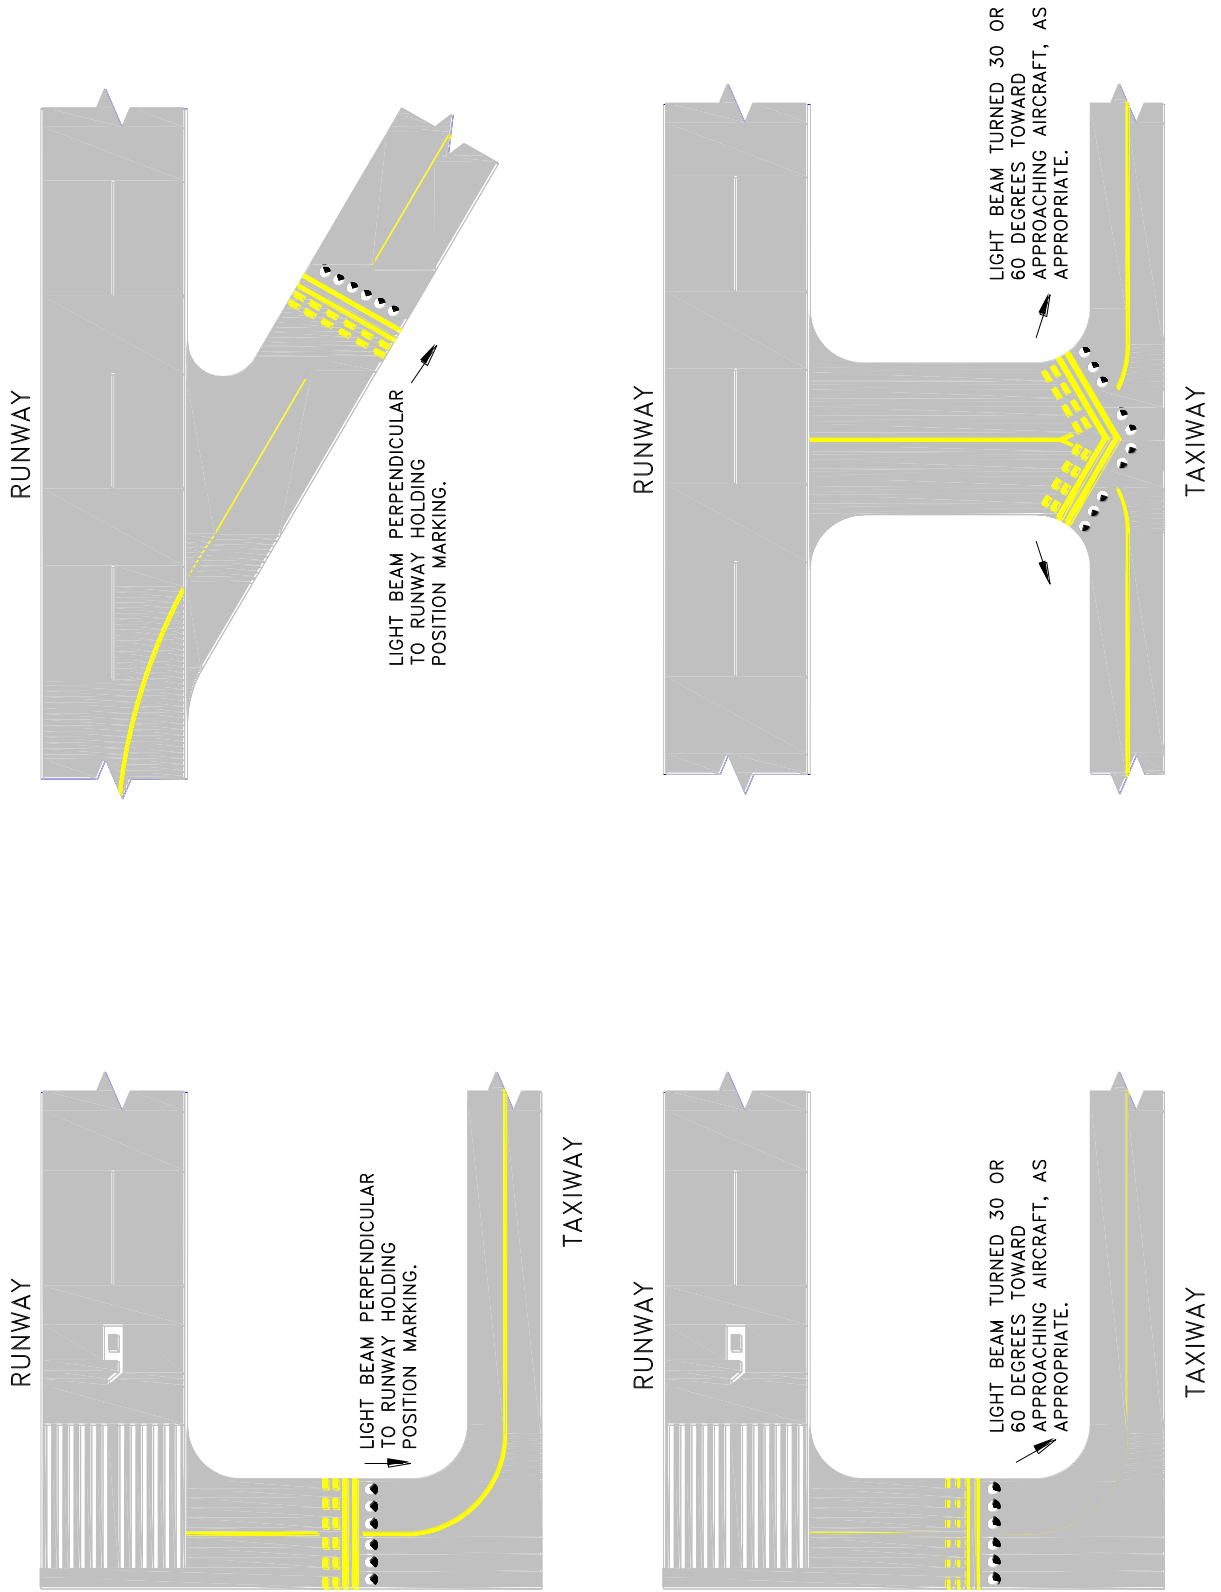 RUNWAY
LIGHT BEAM PERPENDICULAR
TO RUNWAY HOLDING
POSITION MARKING.
TAXIWAY
RUNWAY
LIGHT BEAM PERPENDICULAR
TO RUNWAY HOLDING
POSITION MARKING.
RUNWAY
LIGHT BEAM TURNED 30 OR
60 DEGREES TOWARD
APPROACHING AIRCRAFT, AS
APPROPRIATE.
TAXIWAY
RUNWAY
LIGHT BEAM TURNED 30 OR
60 DEGREES TOWARD
APPROACHING AIRCRAFT, AS
APPROPRIATE.
TAXIWAY